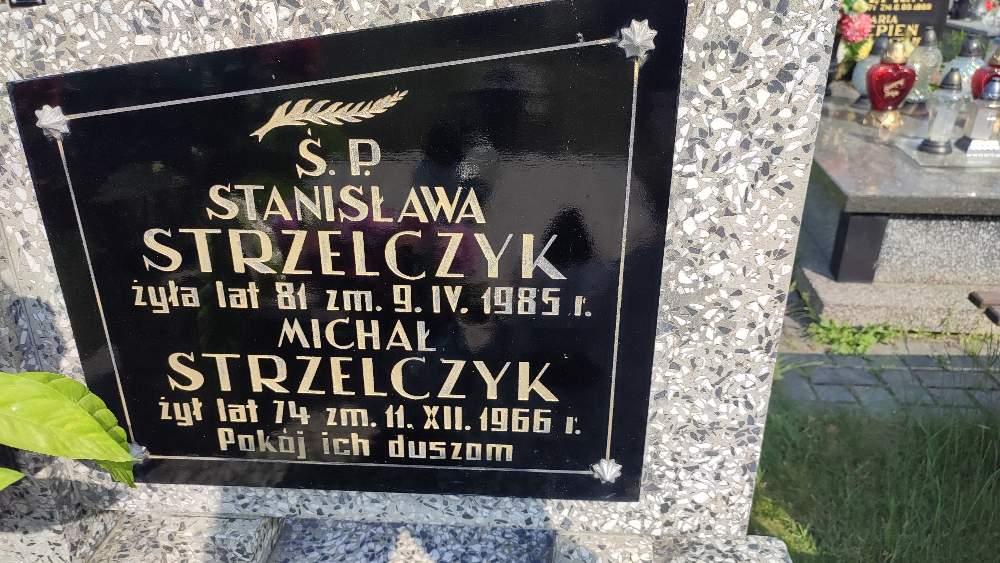 Ś. P.
STANISŁAWA
STRZELCZYK
żyła lat 81 zm. 9. IV. 1985 r.
MICHAŁ
STRZELCZYK
żył lat 74 zm. 11. XII. 1966 r.
Pokój ich duszom